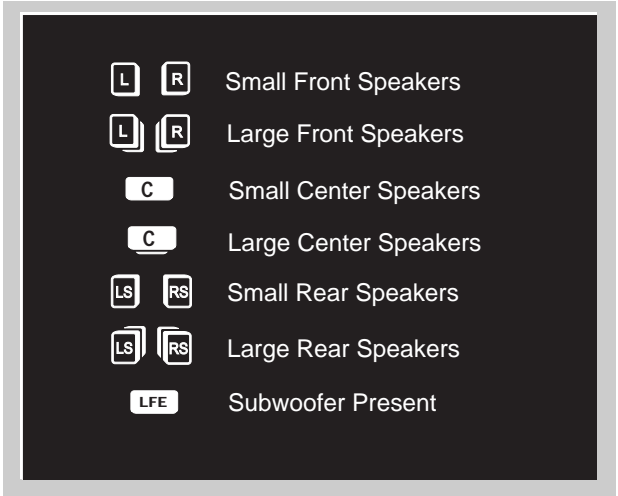 L R Small Front Speakers
L R Large Front Speakers
C Small Center Speakers
C Large Center Speakers
LS RS Small Rear Speakers
LS RS Large Rear Speakers
LFE Subwoofer Present